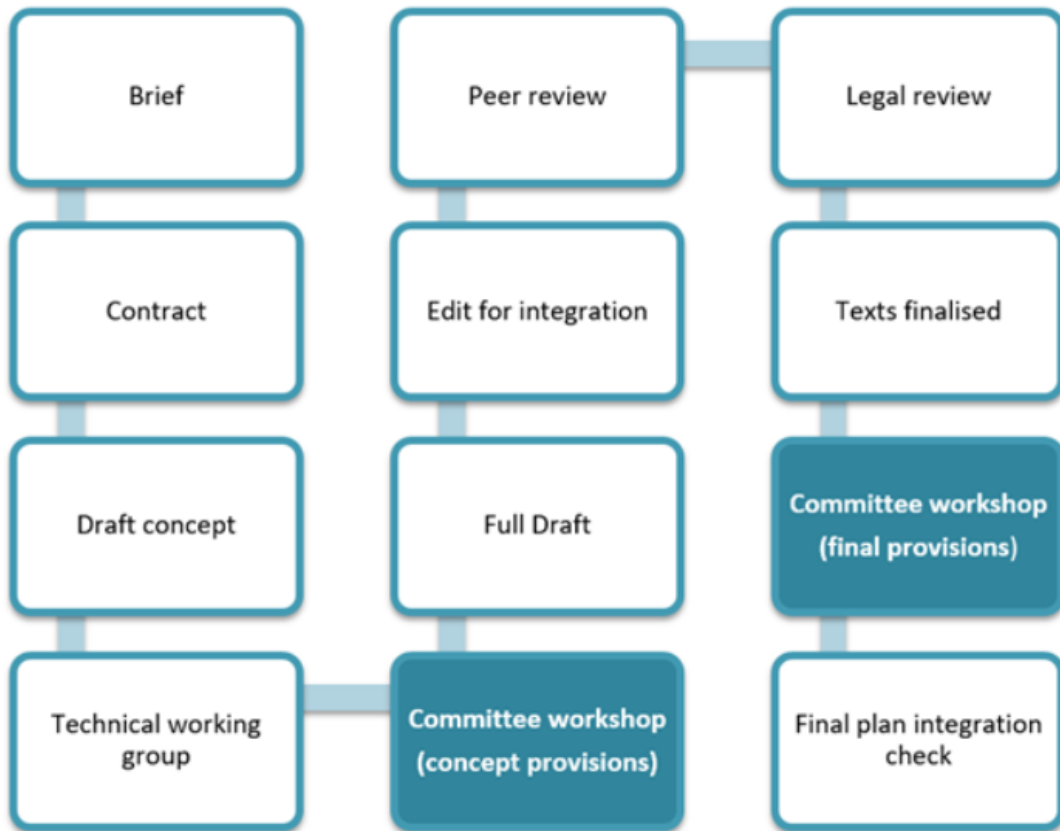 Brief
Contract
Draft concept
Technical working
group
Committee workshop
(concept provisions)
Full Draft
Edit for integration
Peer review
Legal review
Texts finalised
Committee workshop
(final provisions)
Final plan integration
check